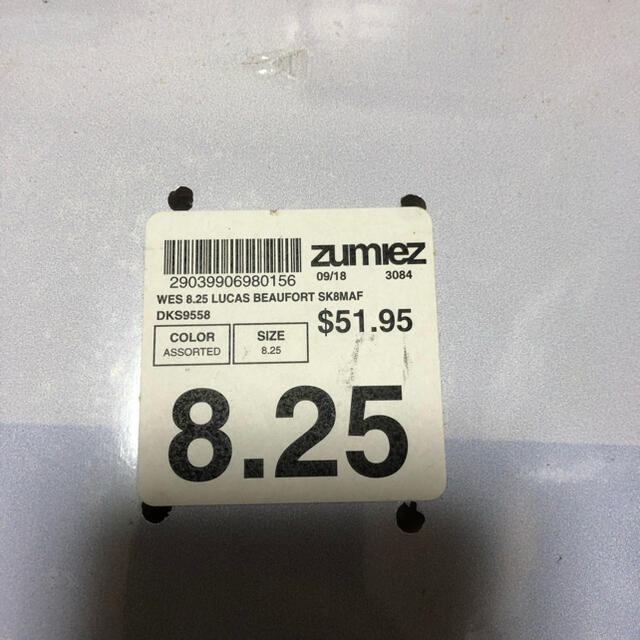 zumiez
29039906980156
09/18 3084
WES 8.25 LUCAS BEAUFORT SK8MAF
DKS9558
$51.95
COLOR SIZE
ASSORTED 8.25
8.25